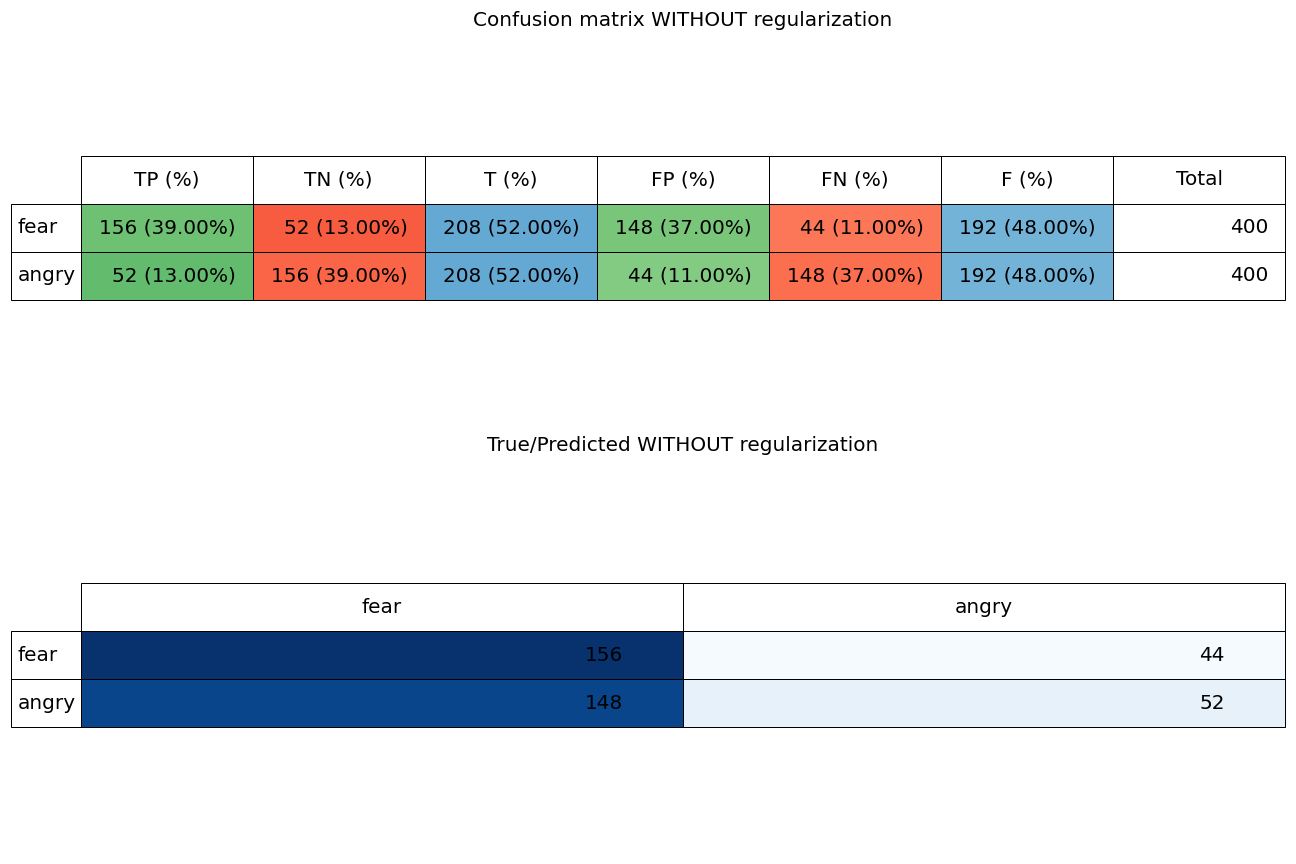 Confusion matrix WITHOUT regularization
TP (%) TN (%) T (%) FP (%) FN (%) F (%) Total
fear 156 (39.00%) 52 (13.00%) 208 (52.00%) 148 (37.00%) 44 (11.00%) 192 (48.00%) 400
angry 52 (13.00%) 156 (39.00%) 208 (52.00%) 44 (11.00%) 148 (37.00%) 192 (48.00%) 400
True/Predicted WITHOUT regularization
fear angry
fear 156 44
angry 148 52